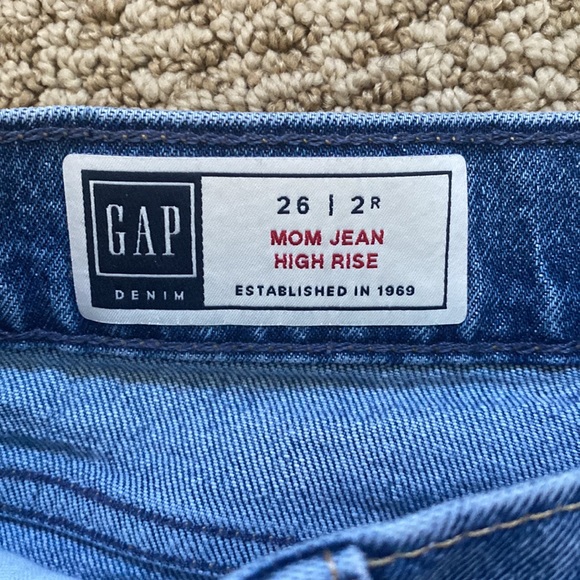 GAP
DENIM
26 | 2R
MOM JEAN
HIGH RISE
ESTABLISHED IN 1969